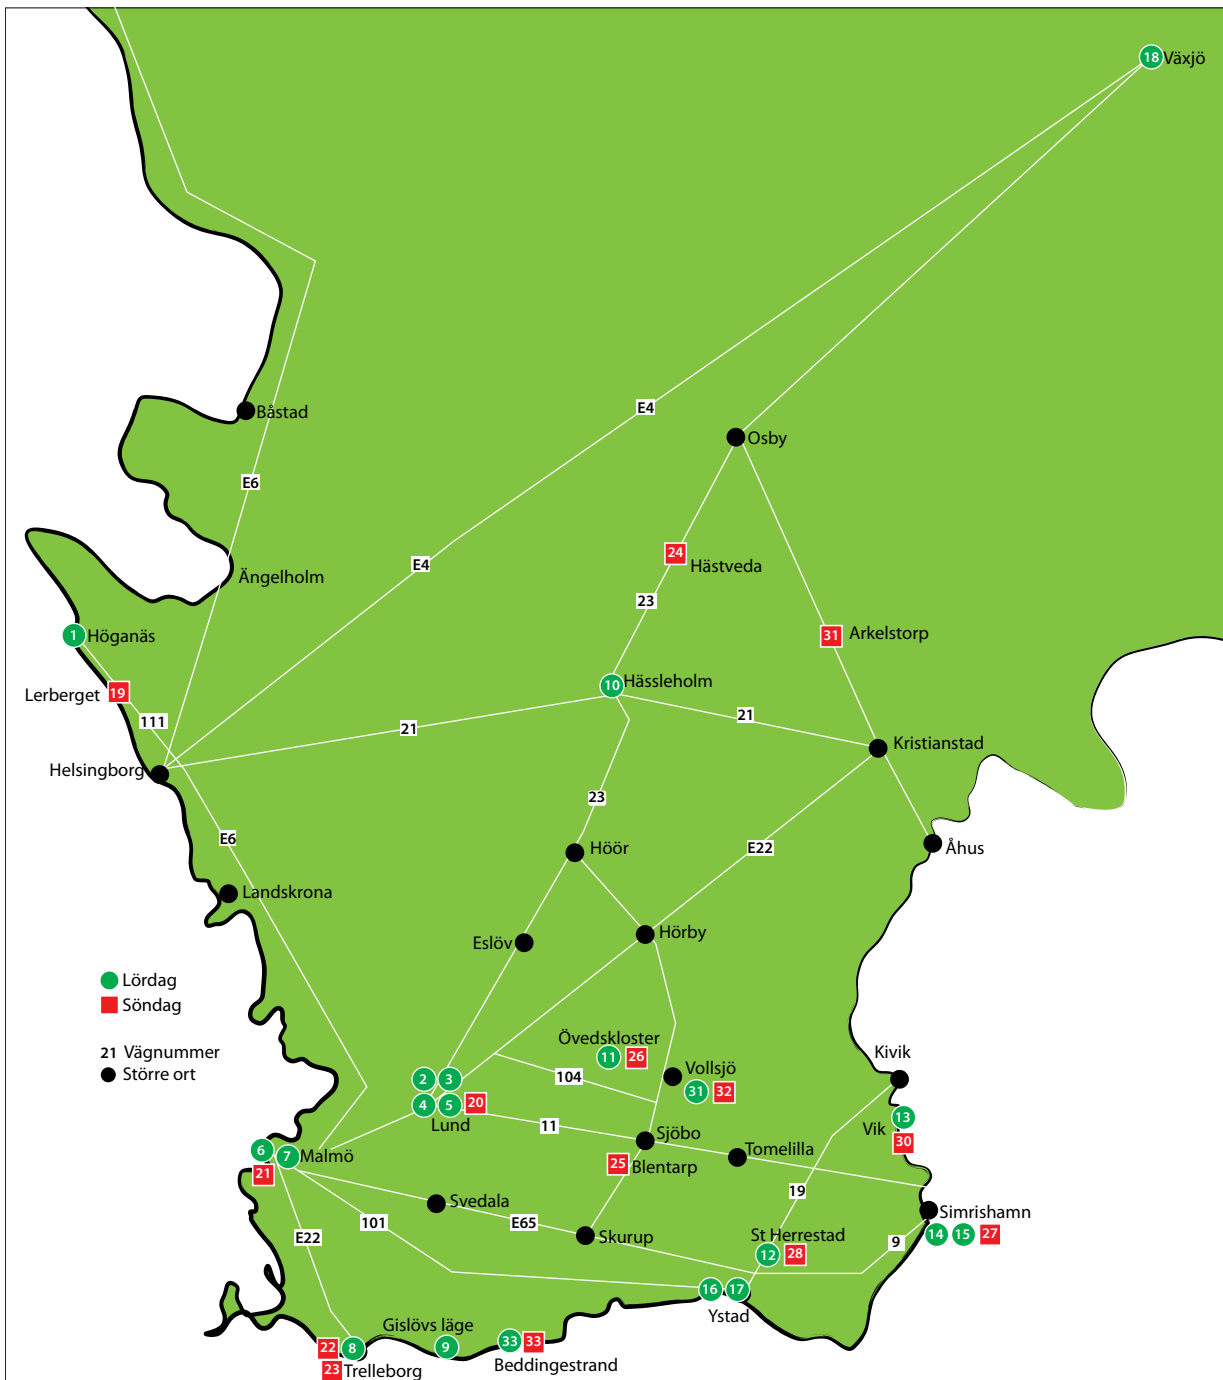 18 Växjö
Båstad
E4
Osby
E6
24
Hästveda
E4
Ängelholm
23
1 Höganäs
31 Arkelstorp
10 Hässleholm
Lerberget 19
111
21
21
Kristianstad
Helsingborg
23
E6
E22
Höör
Åhus
Landskrona
Hörby
Eslöv
Lördag
Söndag
21 Vägnummer
Större ort
Övedskloster
11 26
Kivik
Vollsjö
31 32
104
2 3
4 5 20
Lund
11
13
Vik
30
Sjöbo
Tomelilla
6
7 Malmö
21
25 Blentarp
19
Svedala
E65
101
E22
Skurup
St Herrestad
12 28
Simrishamn
14 15 27
9
16 17
Ystad
Gislövs läge
9
33 33
Beddingestrand
22 8
23 Trelleborg